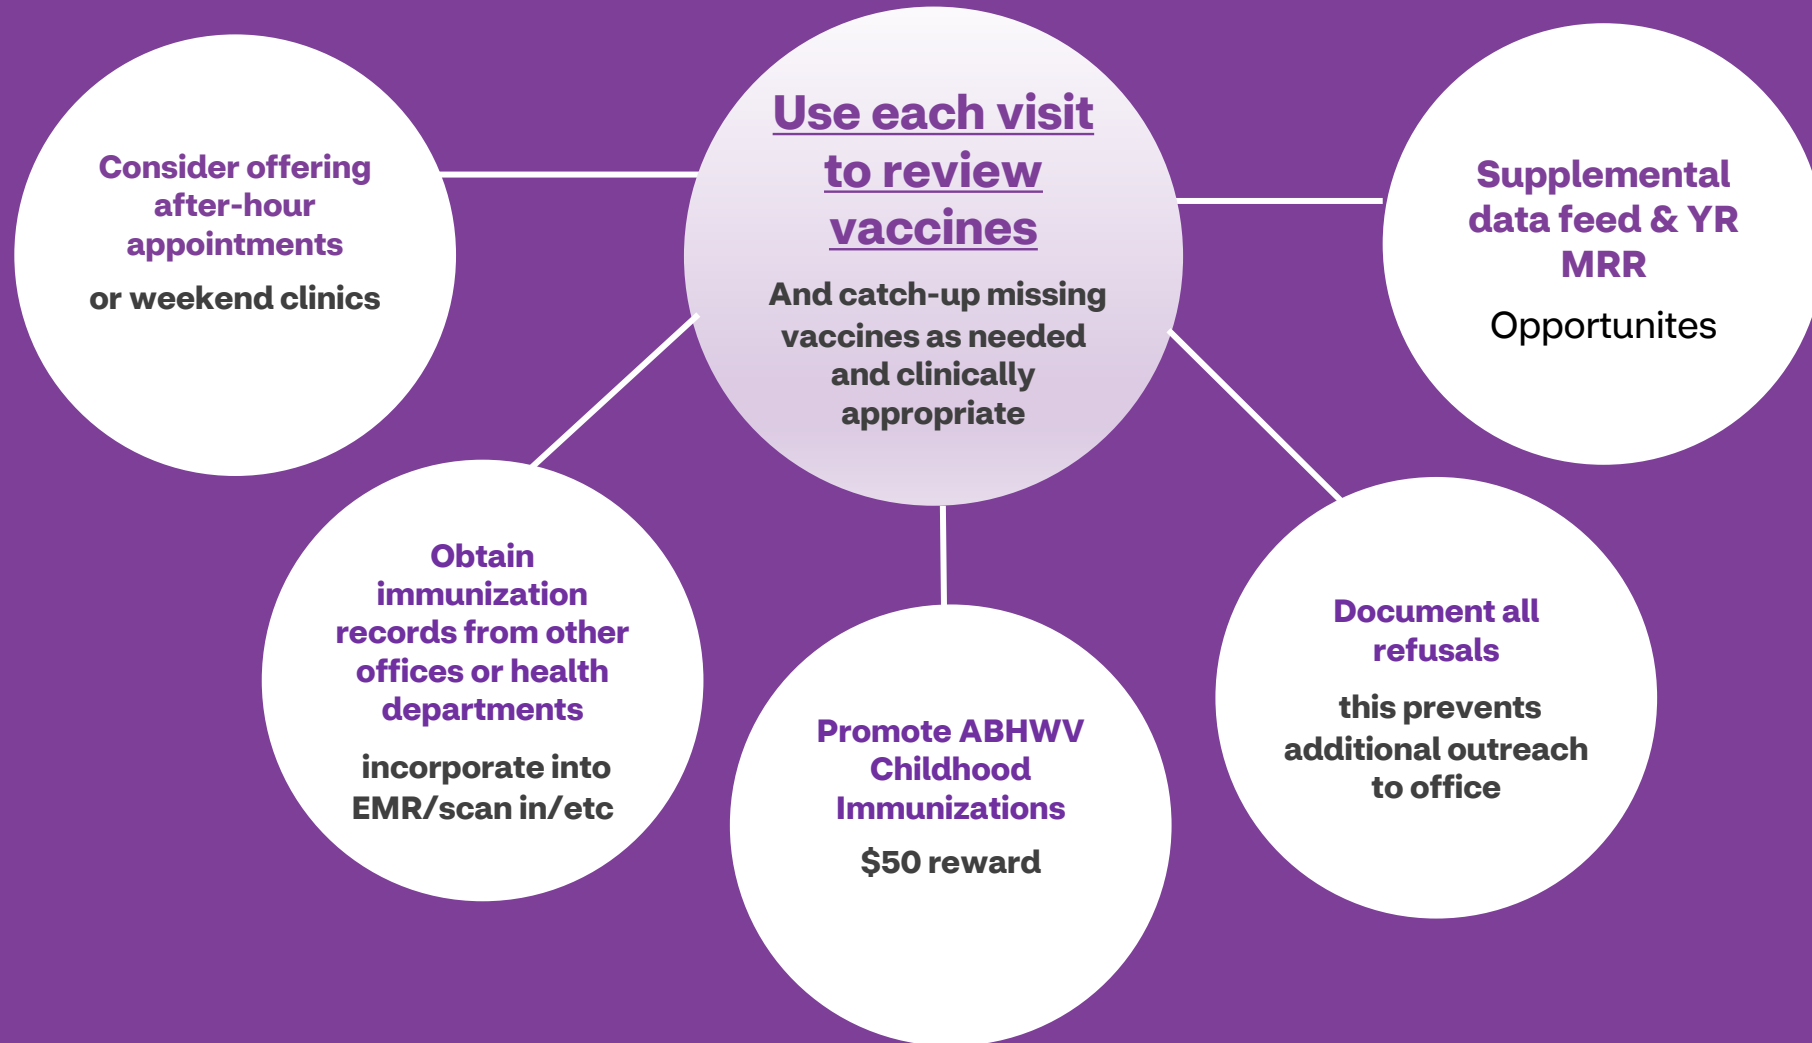 Use each visit
to review
vaccines
And catch-up missing
vaccines as needed
and clinically
appropriate
Consider offering
after-hour
appointments
or weekend clinics
Obtain
immunization
records from other
offices or health
departments
incorporate into
EMR/scan in/etc
Promote ABHWV
Childhood
Immunizations
$50 reward
Document all
refusals
this prevents
additional outreach
to office
Supplemental
data feed & YR
MRR
Opportunites